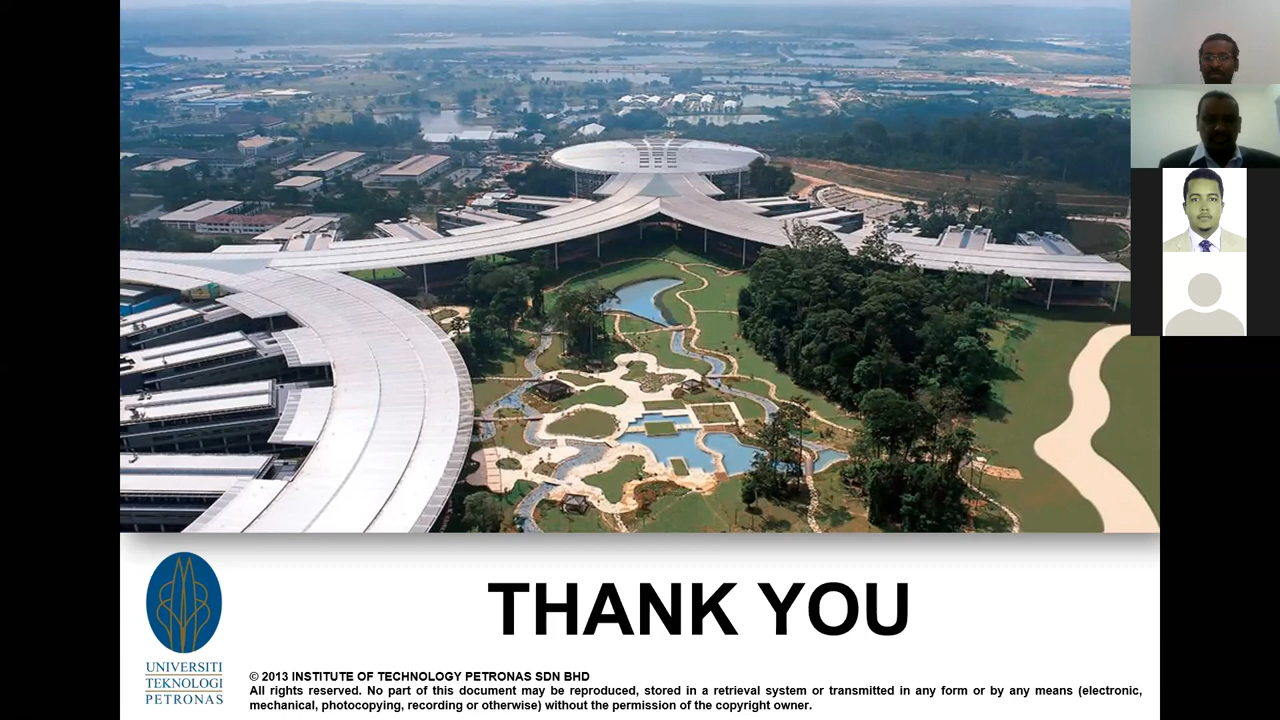 THANK YOU
UNIVERSITI
TEKNOLOGI
PETRONAS
© 2013 INSTITUTE OF TECHNOLOGY PETRONAS SDN BHD
All rights reserved. No part of this document may be reproduced, stored in a retrieval system or transmitted in any form or by any means (electronic,
mechanical, photocopying, recording or otherwise) without the permission of the copyright owner.